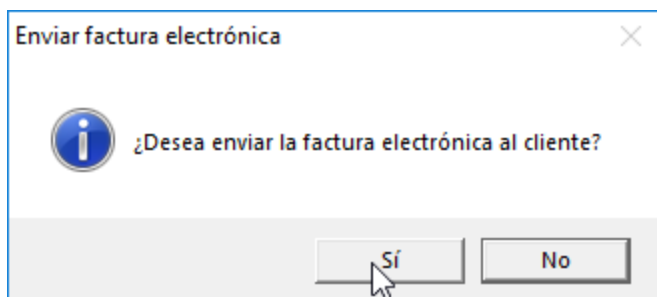 Enviar factura electrónica
¿Desea enviar la factura electrónica al cliente?
Sí
No